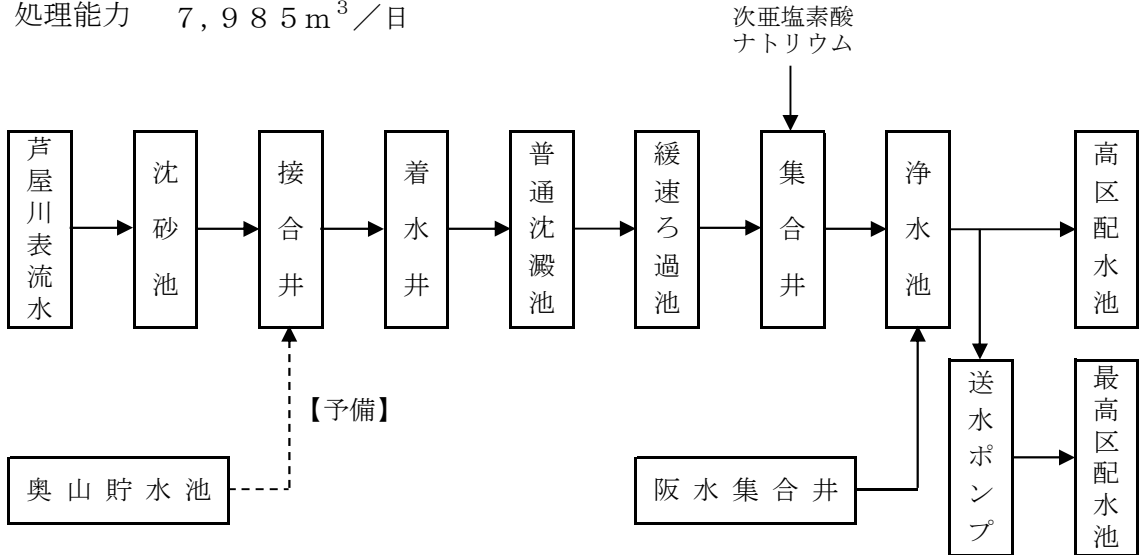 処理能力 7,985m³/日
次亜塩素酸
ナトリウム
芦屋川表流水
沈砂池
接合井
着水井
普通沈澱池
緩速ろ過池
集合井
浄水池
高区配水池
【予備】
奥山貯水池
阪水集合井
送水ポンプ
最高区配水池